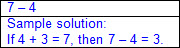 7 – 4
Sample solution:
If 4 + 3 = 7, then 7 – 4 = 3.